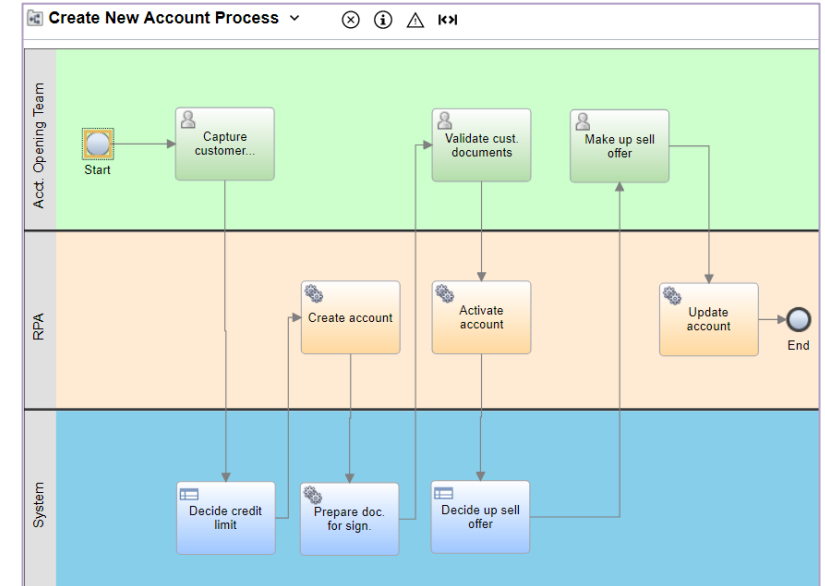 Create New Account Process
Acct. Opening Team
Start
Capture
customer...
Validate cust.
documents
Make up sell
offer
RPA
Create account
Activate
account
Update
account
End
System
Decide credit
limit
Prepare doc.
for sign.
Decide up sell
offer